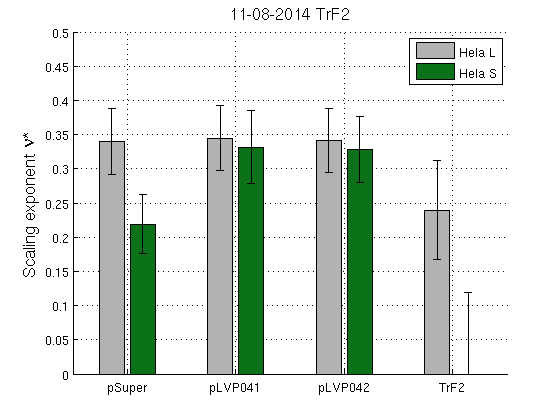 11-08-2014 TrF2
Hela L
Hela S
Scaling exponent ν*
0.5
0.45
0.4
0.35
0.3
0.25
0.2
0.15
0.1
0.05
0
pSuper pLVP041 pLVP042 TrF2